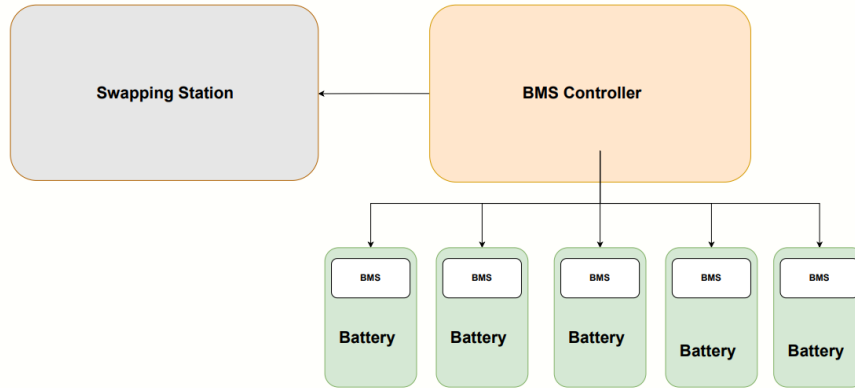 Swapping Station
BMS Controller
BMS
BMS
BMS
BMS
BMS
Battery
Battery
Battery
Battery
Battery